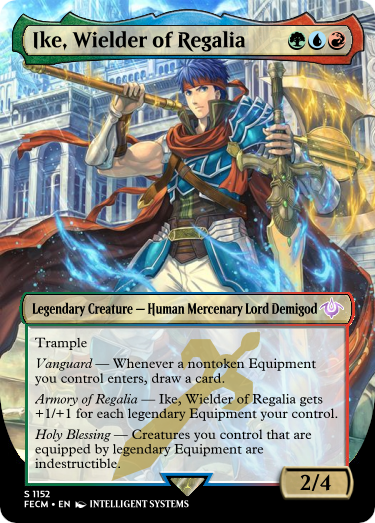 Ike, Wielder of Regalia
Legendary Creature — Human Mercenary Lord Demigod
Trample
Vanguard — Whenever a nontoken Equipment
you control enters, draw a card.
Armory of Regalia — Ike, Wielder of Regalia gets
+1/+1 for each legendary Equipment your control.
Holy Blessing — Creatures you control that are
equipped by legendary Equipment are
indestructible.
2/4
S 1152
FECM • EN INTELLIGENT SYSTEMS